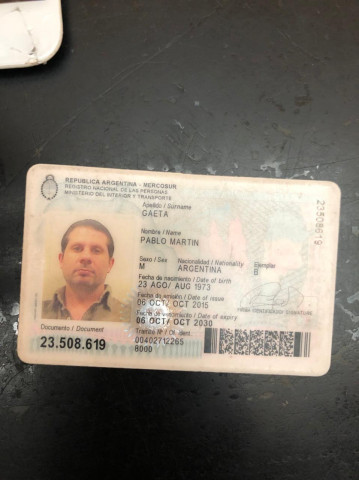 REPUBLICA ARGENTINA - MERCOSUR
REGISTRO NACIONAL DE LAS PERSONAS
MINISTERIO DEL INTERIOR Y TRANSPORTE
Apellido / Surname
GAETA
Nombre / Name
PABLO MARTIN
Sexo / Sex Nacionalidad / Nationality Ejemplar
M ARGENTINA B
Fecha de nacimiento / Date of birth
23 AGO/ AUG 1973
Fecha de emisión / Date of issue
06 OCT/ OCT 2015
Fecha de vencimiento / Date of expiry
06 OCT/ OCT 2030
FIRMA IDENTIFICADO / SIGNATURE
Documento / Document
23.508.619
Trámite Nº / Of. ident.
00402712265
8000
23508619